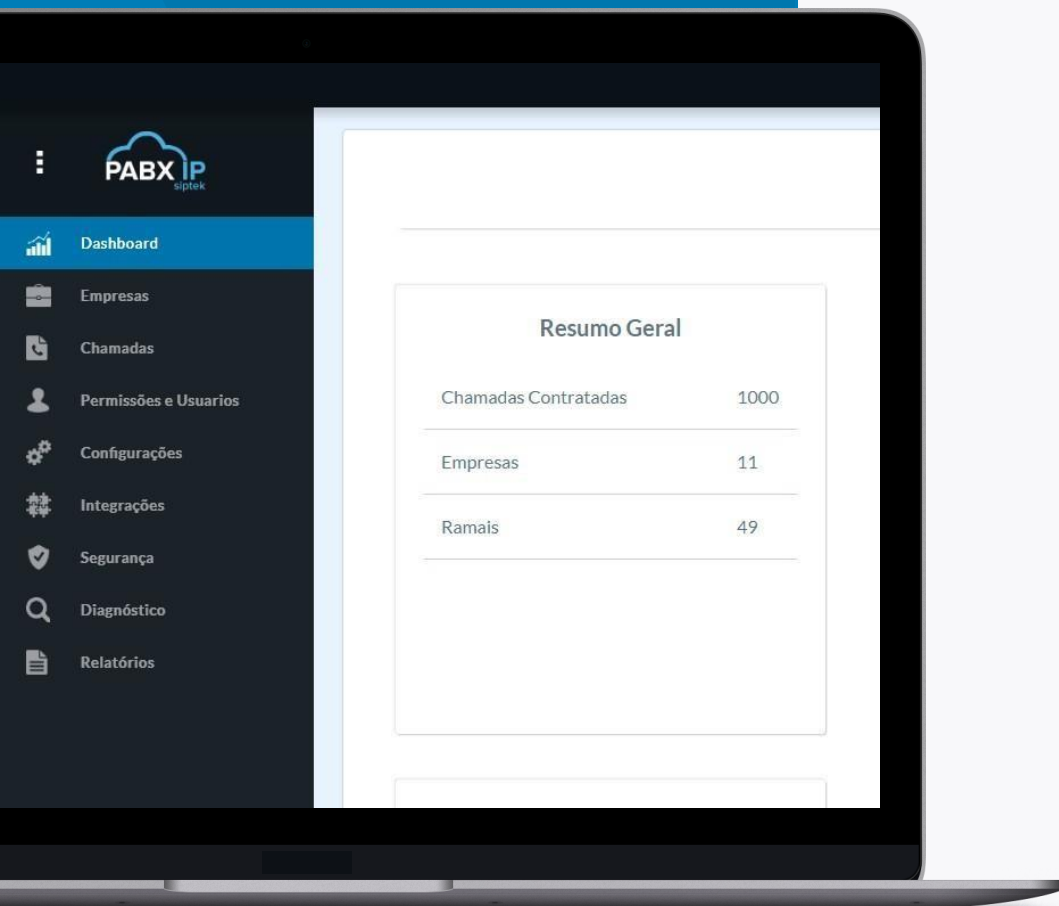 PABX IP
siptek
Dashboard
Empresas
Chamadas
Permissões e Usuarios
Configurações
Integrações
Segurança
Diagnóstico
Relatórios
Resumo Geral
Chamadas Contratadas 1000
Empresas 11
Ramais 49